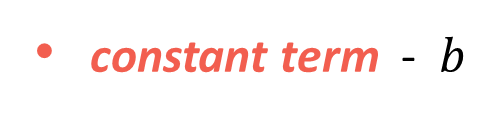 • constant term - b